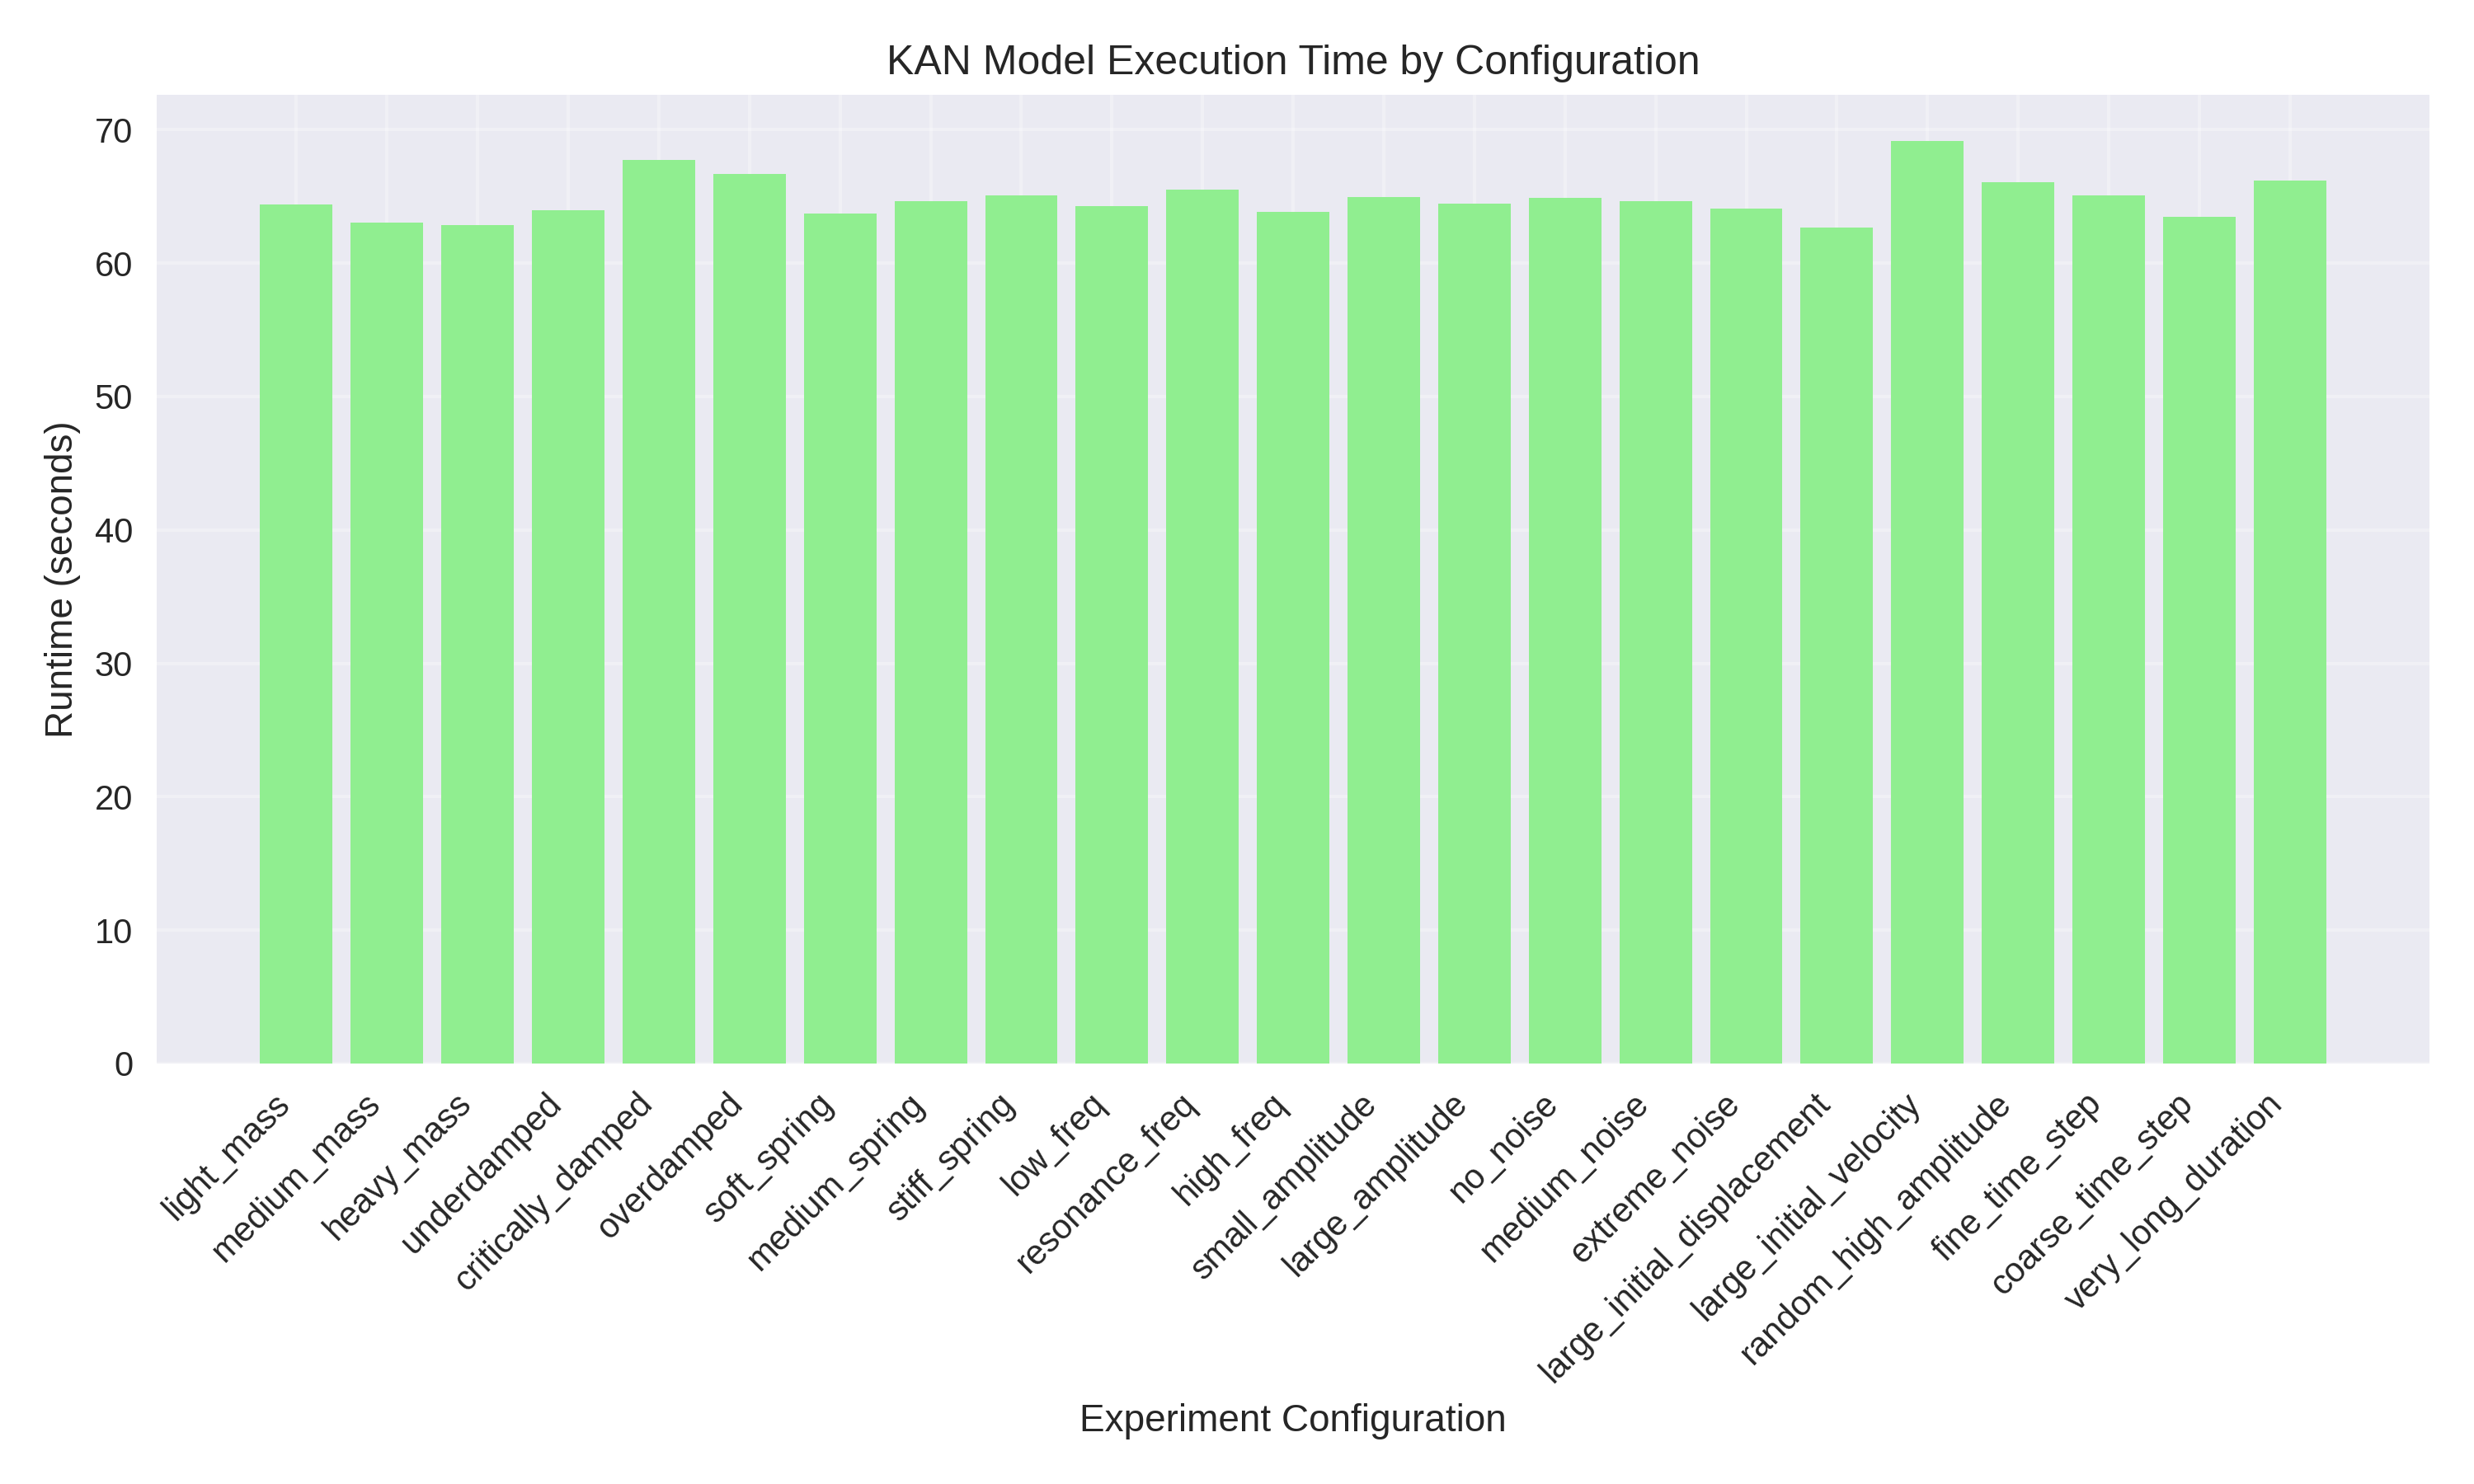 KAN Model Execution Time by Configuration
Runtime (seconds)
70
60
50
40
30
20
10
0
light_mass
medium_mass
heavy_mass
underdamped
critically_damped
overdamped
soft_spring
medium_spring
stiff_spring
low_freq
resonance_freq
high_freq
small_amplitude
large_amplitude
no_noise
medium_noise
extreme_noise
large_initial_displacement
large_initial_velocity
random_high_amplitude
fine_time_step
coarse_time_step
very_long_duration
Experiment Configuration